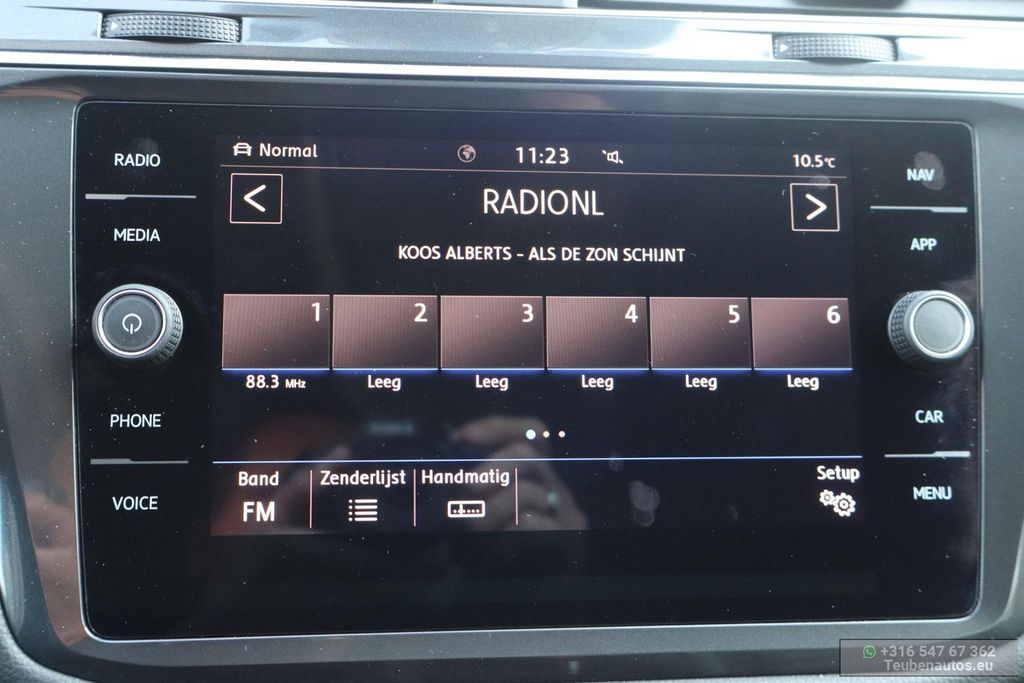 RADIO
MEDIA
PHONE
VOICE
Normal 11:23 10.5°C
< RADIONL >
KOOS ALBERTS - ALS DE ZON SCHIJNT
1 2 3 4 5 6
88.3 MHz Leeg Leeg Leeg Leeg Leeg
Band Zenderlijst Handmatig Setup
FM
NAV
APP
CAR
MENU
+316 547 67 362
Teubenautos.eu